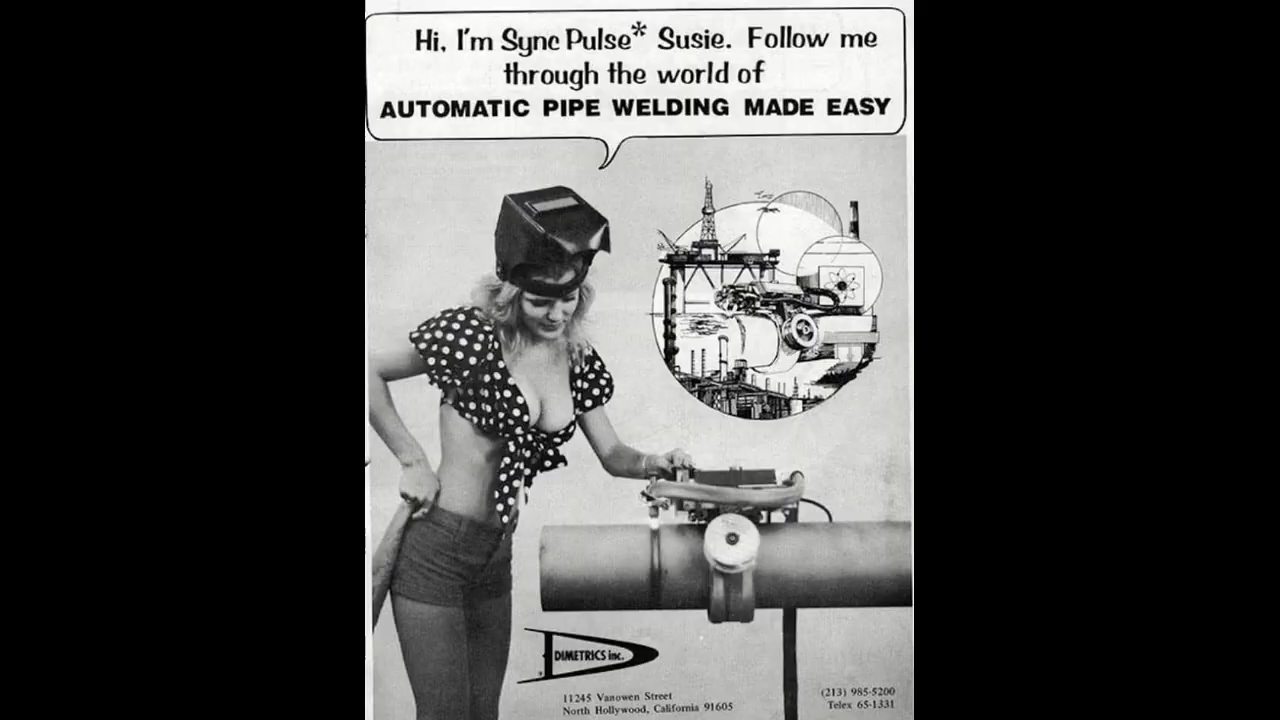 Hi, I'm Sync Pulse* Susie. Follow me
through the world of
AUTOMATIC PIPE WELDING MADE EASY
DIMETRICS inc.
11245 Vanowen Street
North Hollywood, California 91605
(213) 985-5200
Telex 65-1331